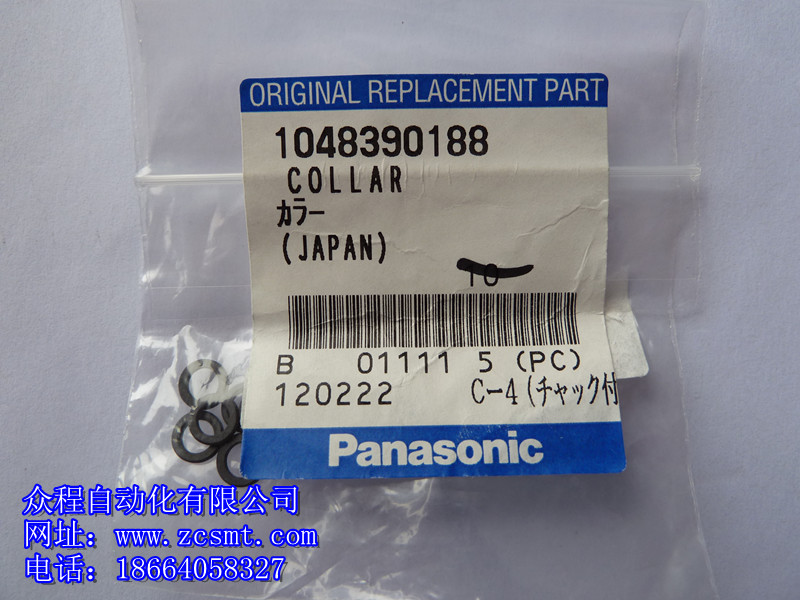 ORIGINAL REPLACEMENT PART
1048390188
COLLAR
カラー
(JAPAN)
10
B 01111 5 (PC)
120222 C-4(チャック付
Panasonic
众程自动化有限公司
网址：www.zcsmt.com
电话：18664058327